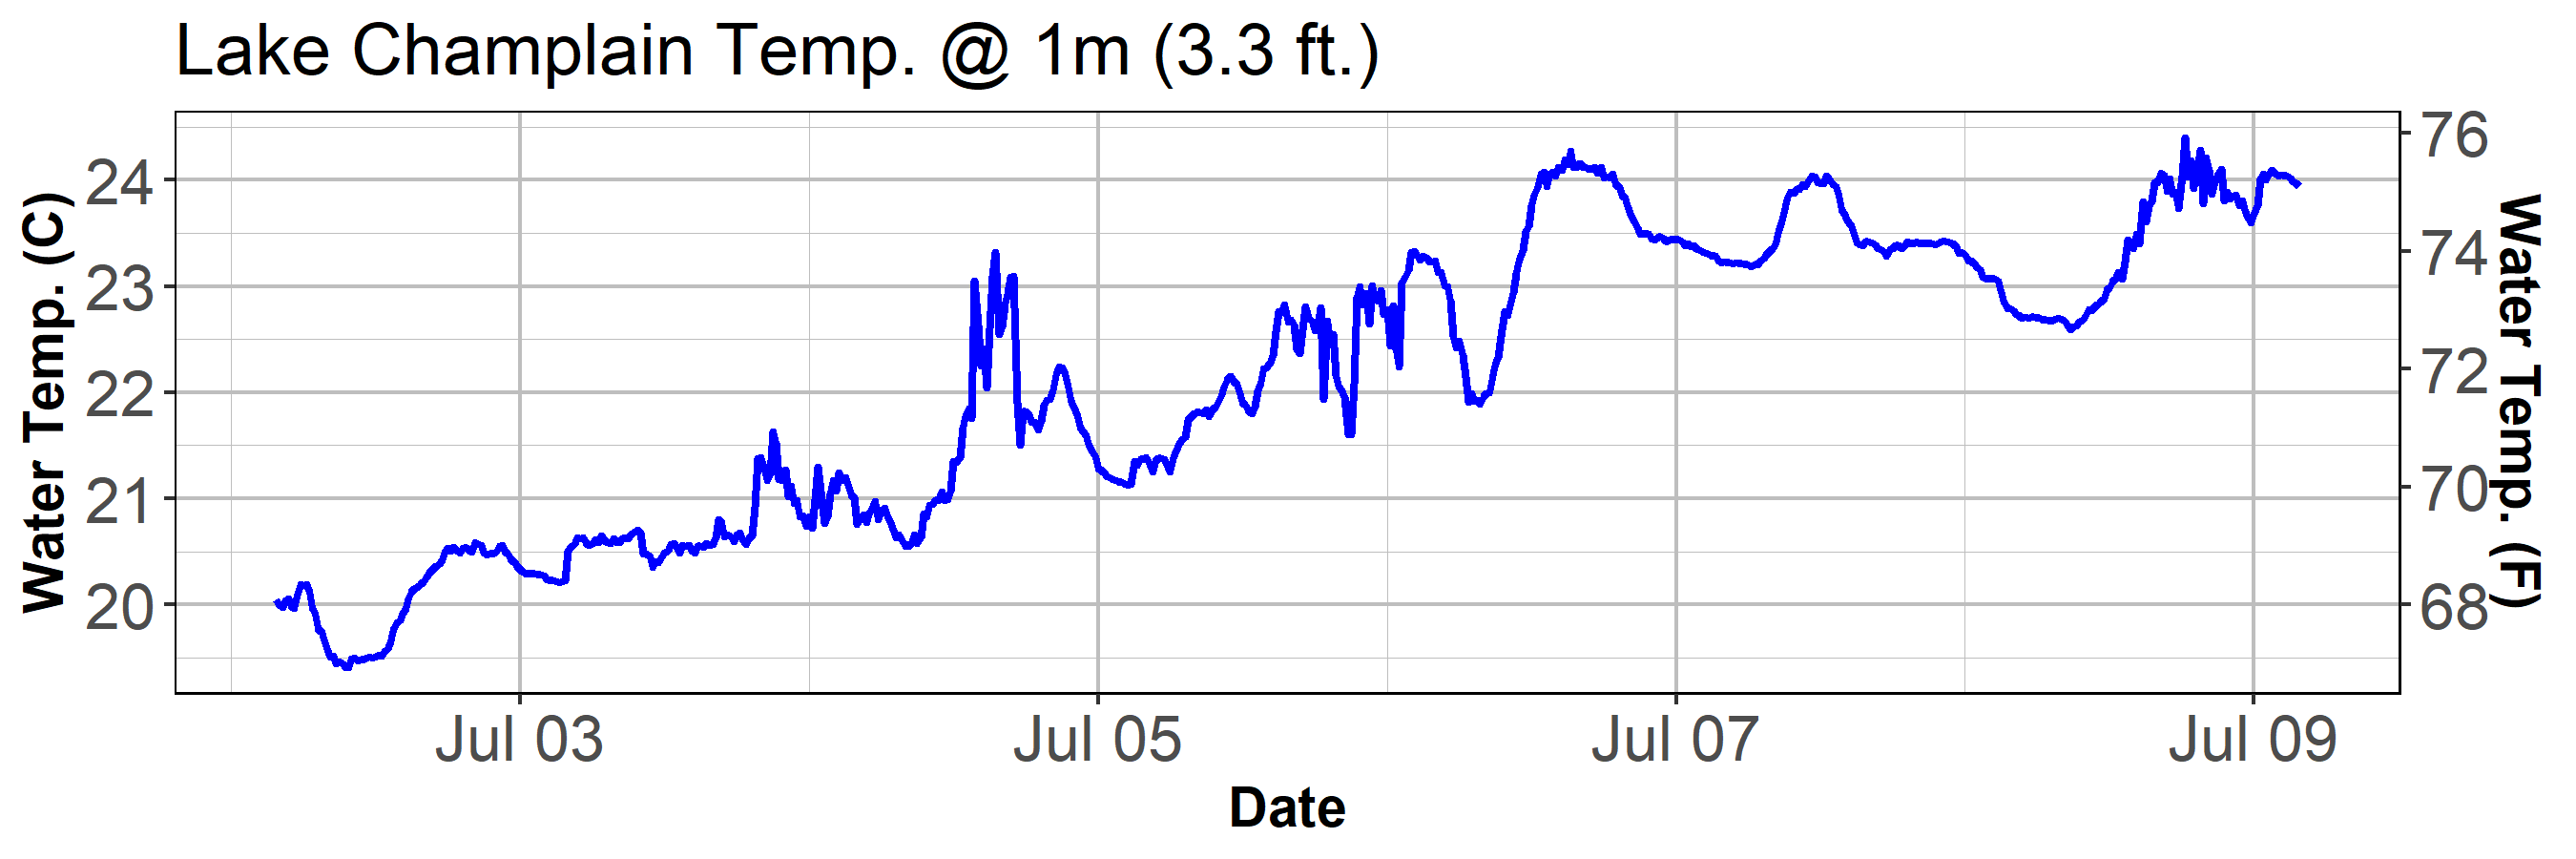 Lake Champlain Temp. @ 1m (3.3 ft.)
Water Temp. (C)
24
23
22
21
20
76
74
72
70
68
Water Temp. (F)
Jul 03
Jul 05
Jul 07
Jul 09
Date